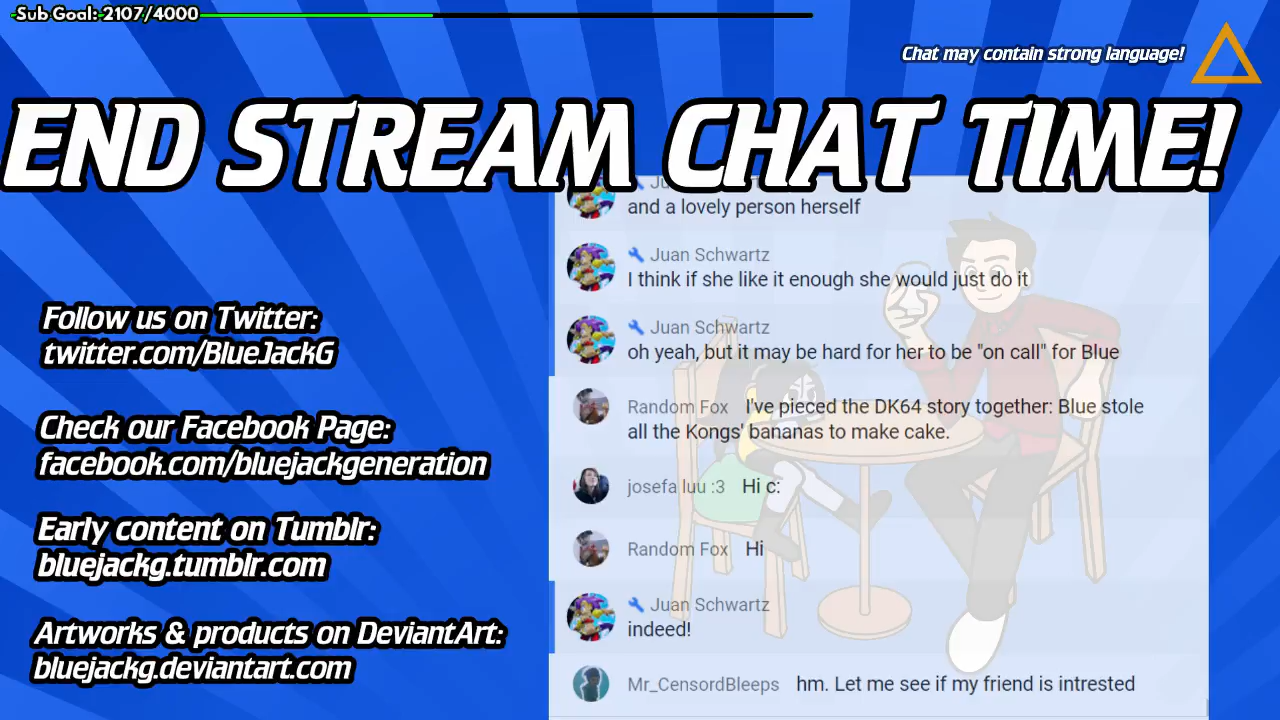 Sub Goal: 2107/4000
Chat may contain strong language!
END STREAM CHAT TIME!
and a lovely person herself
Juan Schwartz
I think if she like it enough she would just do it
Juan Schwartz
oh yeah, but it may be hard for her to be "on call" for Blue
Random Fox I've pieced the DK64 story together: Blue stole
all the Kongs' bananas to make cake.
josefa luu :3 Hi c:
Random Fox Hi
Juan Schwartz
indeed!
Mr_CensordBleeps hm. Let me see if my friend is intrested
Follow us on Twitter:
twitter.com/BlueJackG
Check our Facebook Page:
facebook.com/bluejackgeneration
Early content on Tumblr:
bluejackg.tumblr.com
Artworks & products on DeviantArt:
bluejackg.deviantart.com